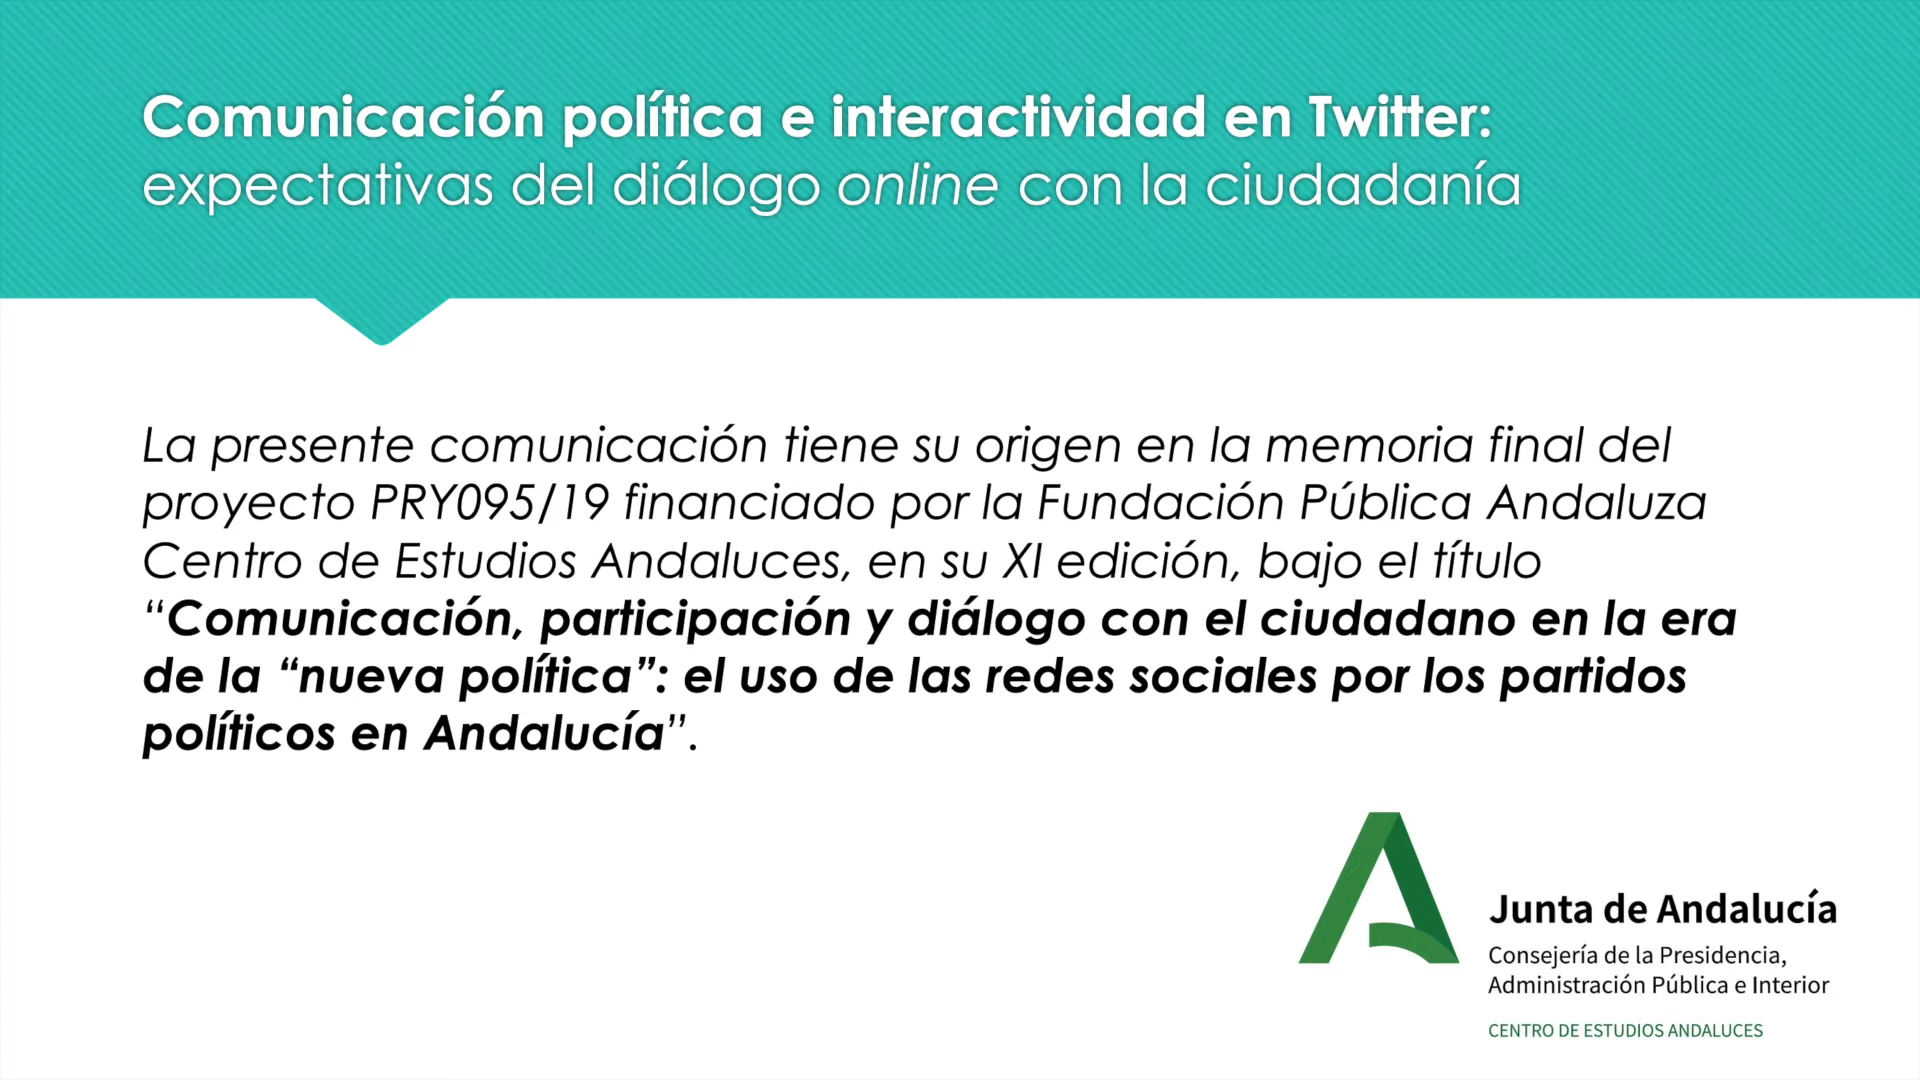 Comunicación política e interactividad en Twitter:
expectativas del diálogo online con la ciudadanía
La presente comunicación tiene su origen en la memoria final del
proyecto PRY095/19 financiado por la Fundación Pública Andaluza
Centro de Estudios Andaluces, en su XI edición, bajo el título
“Comunicación, participación y diálogo con el ciudadano en la era
de la “nueva política”: el uso de las redes sociales por los partidos
políticos en Andalucía”.
Junta de Andalucía
Consejería de la Presidencia,
Administración Pública e Interior
CENTRO DE ESTUDIOS ANDALUCES